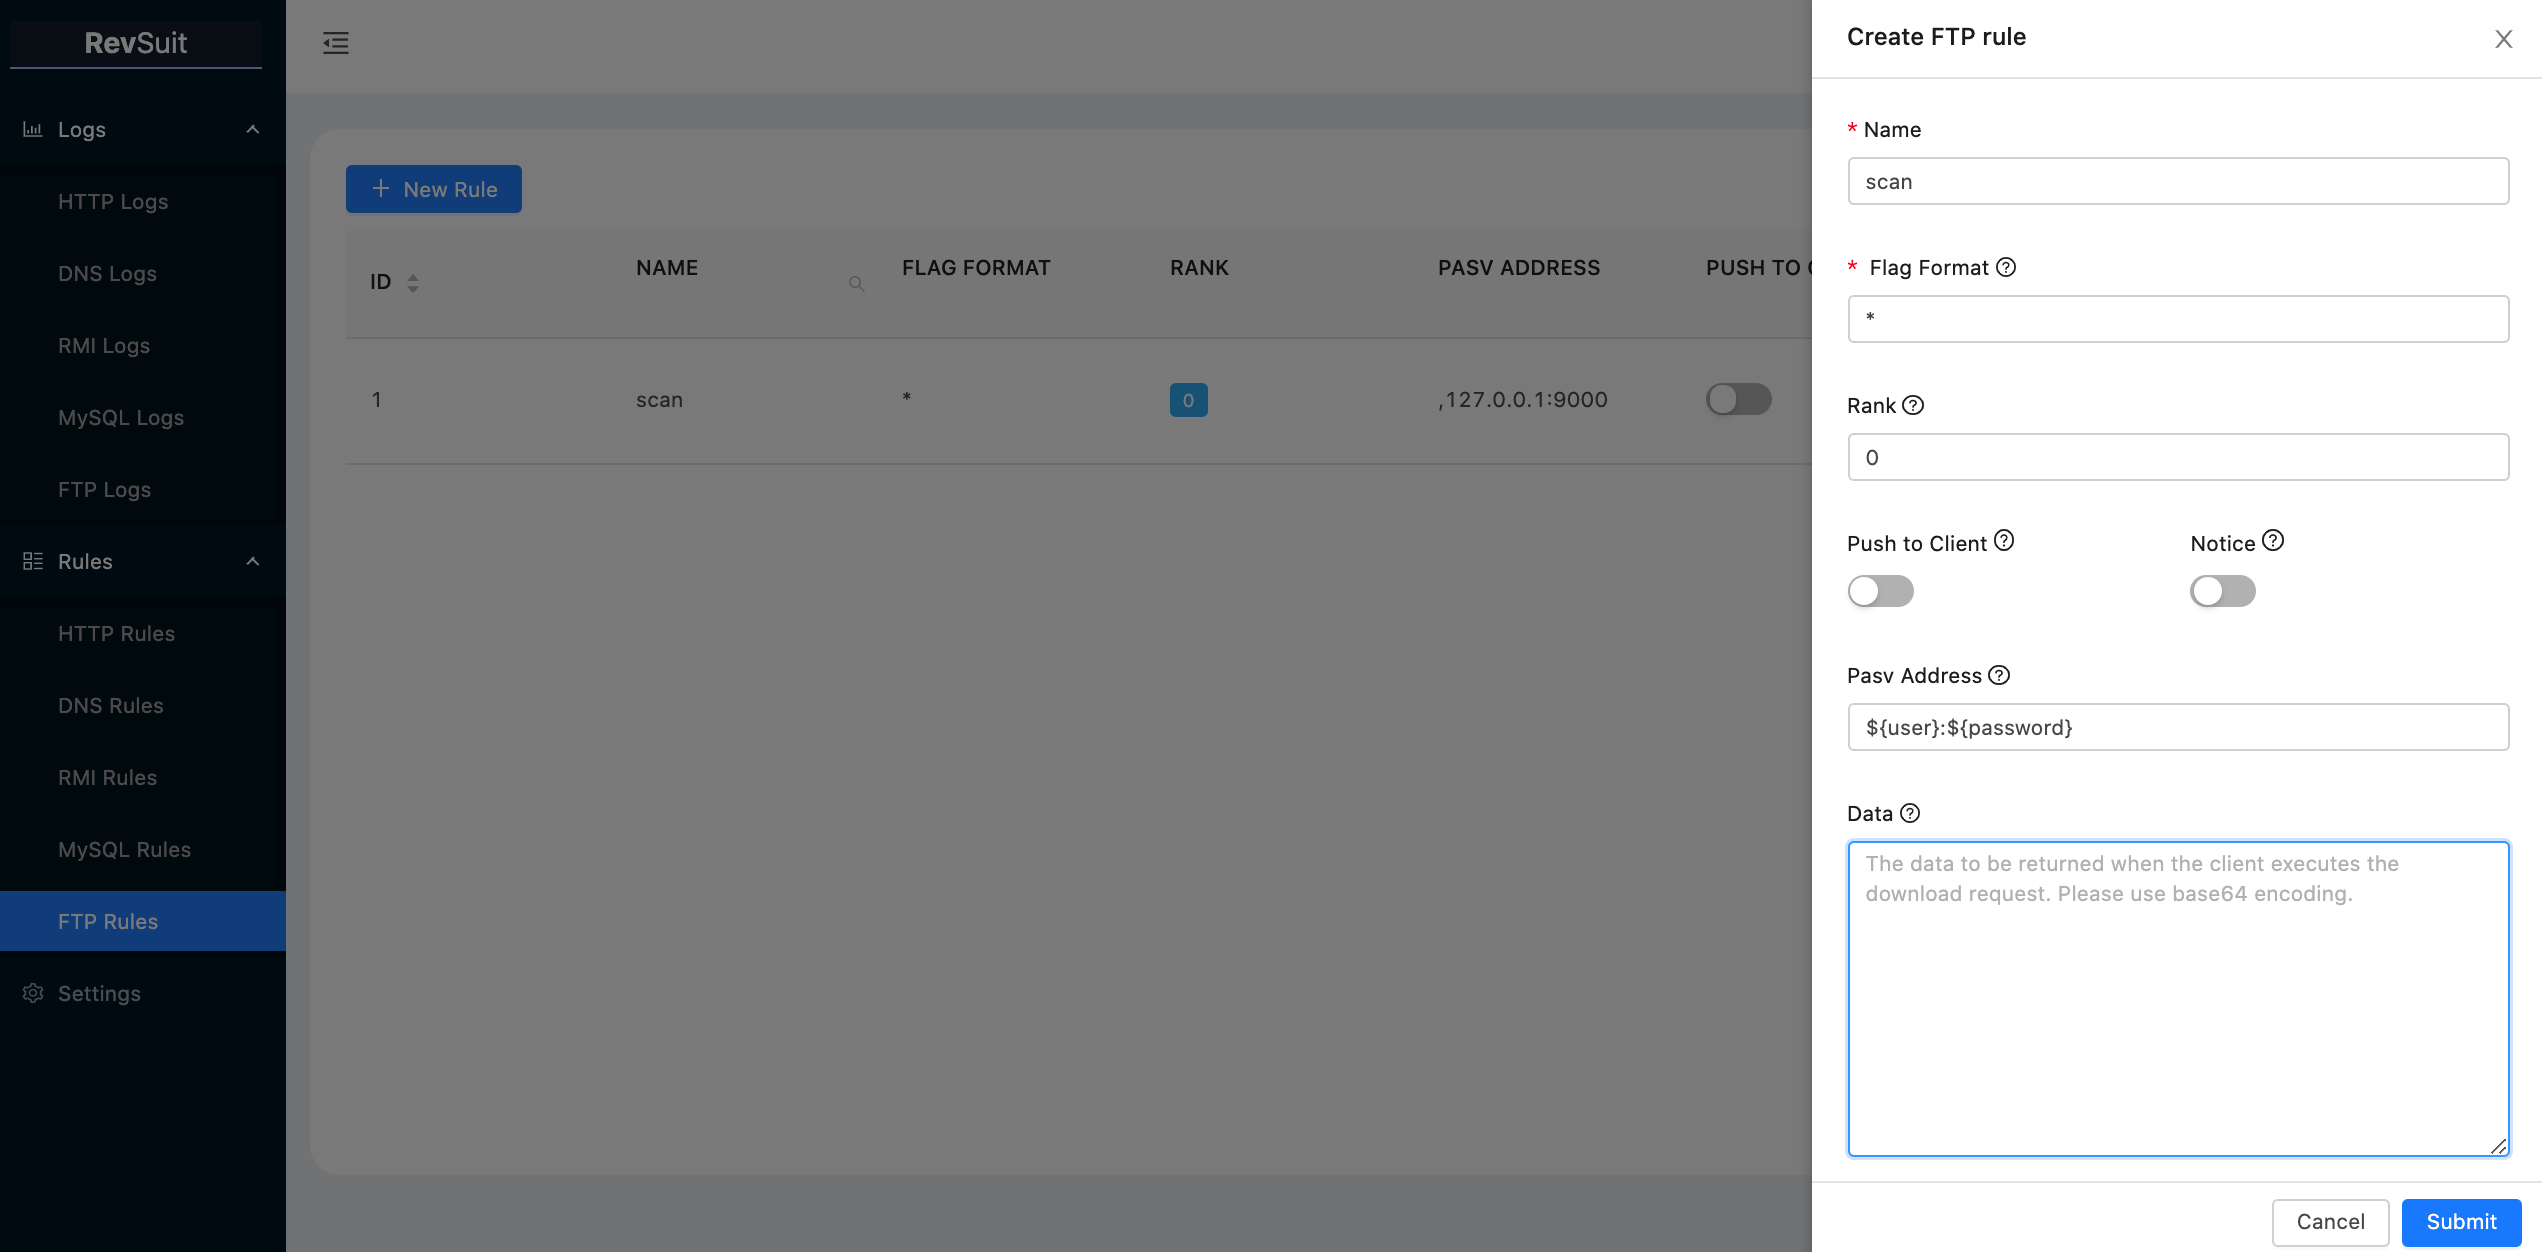 RevSuit
Logs
HTTP Logs
DNS Logs
RMI Logs
MySQL Logs
FTP Logs
Rules
HTTP Rules
DNS Rules
RMI Rules
MySQL Rules
FTP Rules
Settings
+ New Rule
ID NAME FLAG FORMAT RANK PASV ADDRESS PUSH TO
1 scan * 0 ,127.0.0.1:9000
Create FTP rule
* Name
scan
* Flag Format
*
Rank
0
Push to Client Notice
Pasv Address
${user}:${password}
Data
The data to be returned when the client executes the
download request. Please use base64 encoding.
Cancel Submit